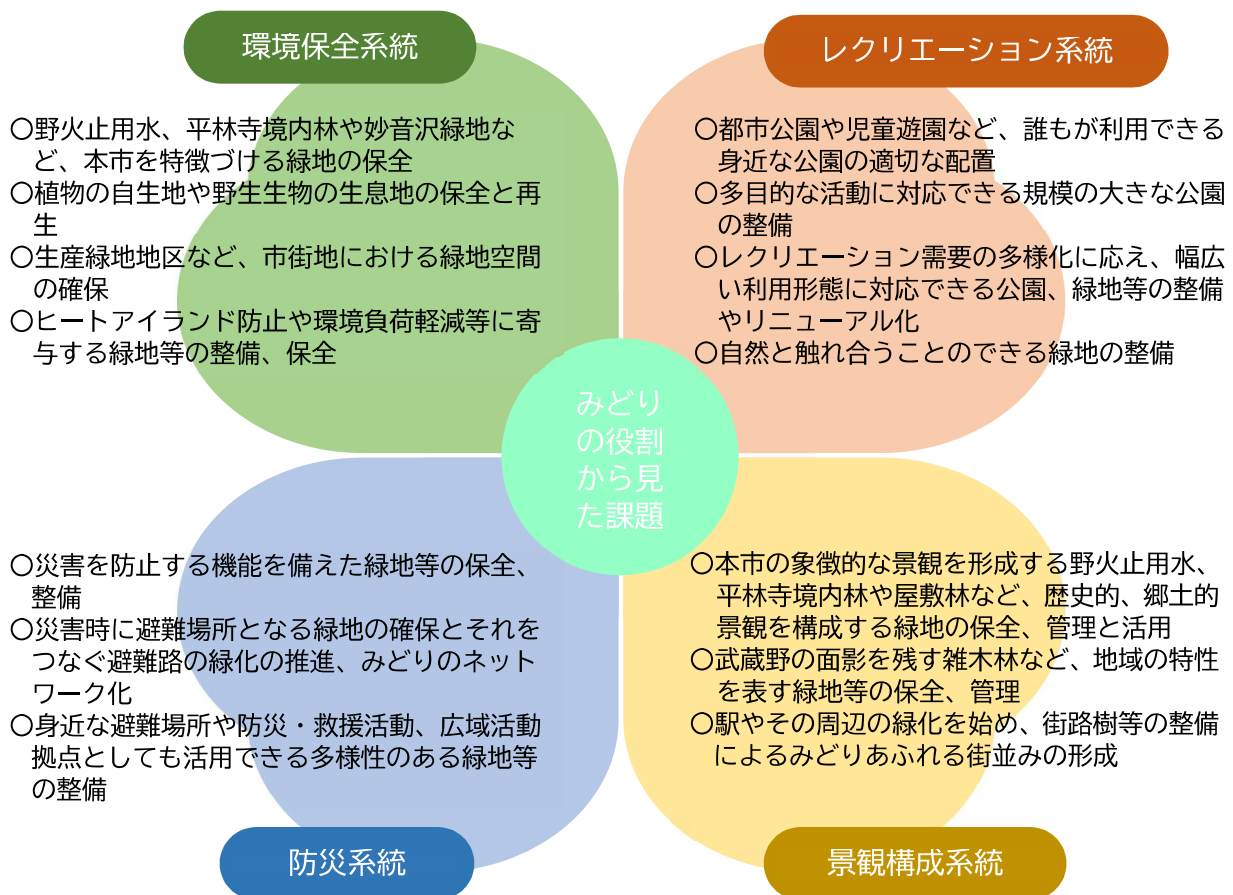 環境保全系統
〇野火止用水、平林寺境内林や妙音沢緑地な
ど、本市を特徴づける緑地の保全
〇植物の自生地や野生生物の生息地の保全と再
生
〇生産緑地地区など、市街地における緑地空間
の確保
〇ヒートアイランド防止や環境負荷軽減等に寄
与する緑地等の整備、保全
レクリエーション系統
〇都市公園や児童遊園など、誰もが利用できる
身近な公園の適切な配置
〇多目的な活動に対応できる規模の大きな公園
の整備
〇レクリエーション需要の多様化に応え、幅広
い利用形態に対応できる公園、緑地等の整備
やリニューアル化
〇自然と触れ合うことのできる緑地の整備
みどり
の役割
から見
た課題
〇災害を防止する機能を備えた緑地等の保全、
整備
〇災害時に避難場所となる緑地の確保とそれを
つなぐ避難路の緑化の推進、みどりのネット
ワーク化
〇身近な避難場所や防災・救援活動、広域活動
拠点としても活用できる多様性のある緑地等
の整備
防災系統
〇本市の象徴的な景観を形成する野火止用水、
平林寺境内林や屋敷林など、歴史的、郷土的
景観を構成する緑地の保全、管理と活用
〇武蔵野の面影を残す雑木林など、地域の特性
を表す緑地等の保全、管理
〇駅やその周辺の緑化を始め、街路樹等の整備
によるみどりあふれる街並みの形成
景観構成系統